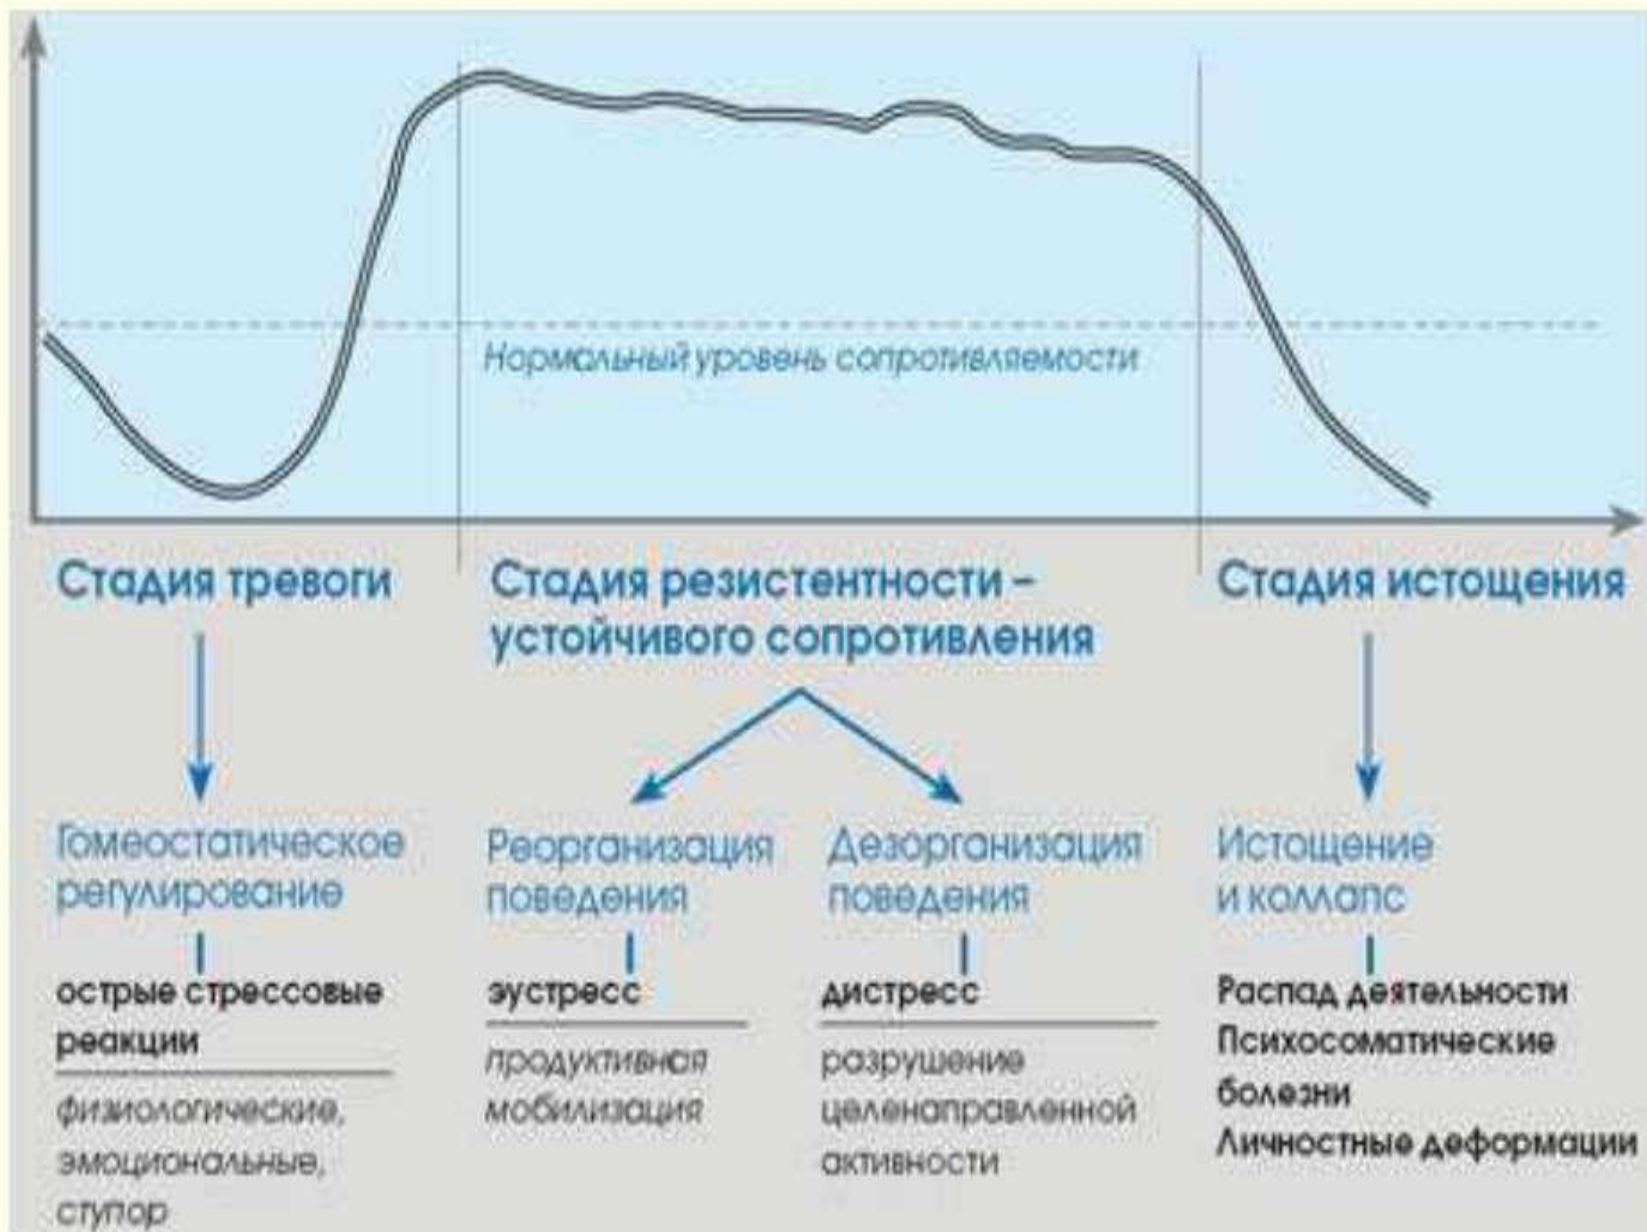 Нормальный уровень сопротивляемости
Стадия тревоги
Стадия резистентности –
устойчивого сопротивления
Стадия истощения
Гомеостатическое
регулирование
Реорганизация
поведения
Дезорганизация
поведения
Истощение
и коллапс
острые стрессовые
реакции
физиологические,
эмоциональные,
ступор
эустресс
продуктивная
мобилизация
дистресс
разрушение
целенаправленной
активности
Распад деятельности
Психосоматические
болезни
Личностные деформации